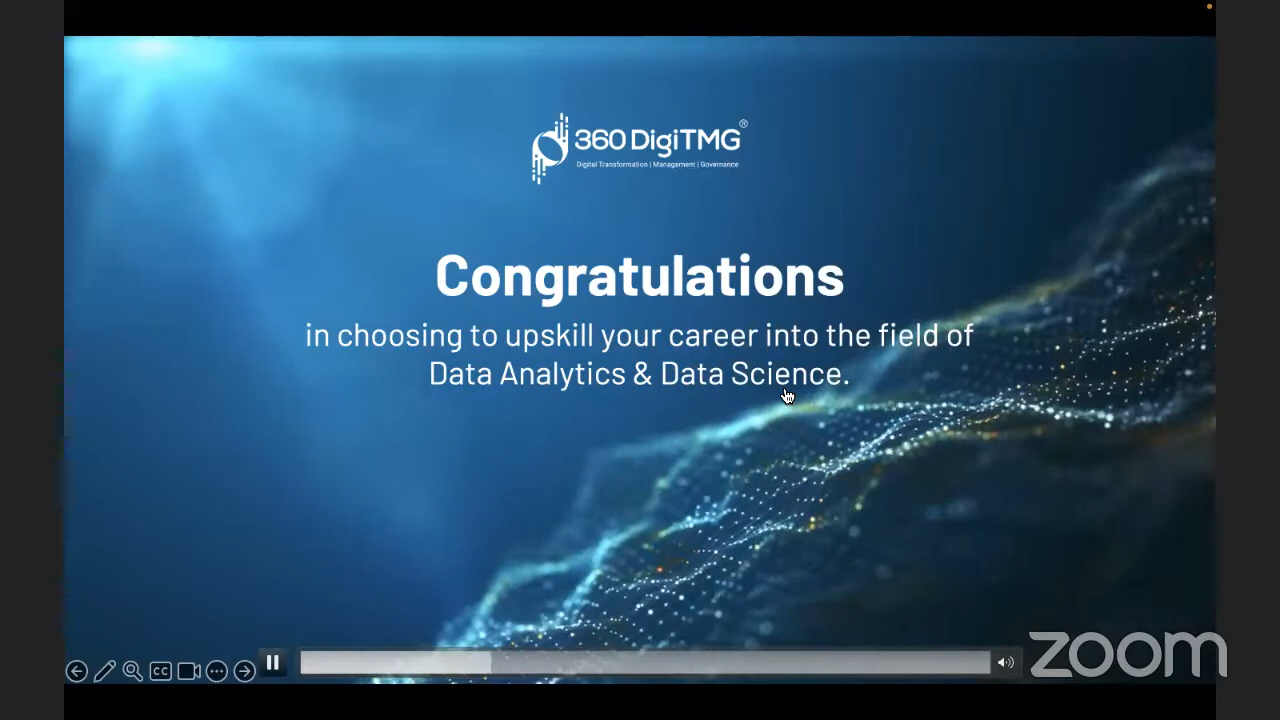 360 DigiTMG®
Digital Transformation | Management | Governance
Congratulations
in choosing to upskill your career into the field of
Data Analytics & Data Science.
CC
zoom